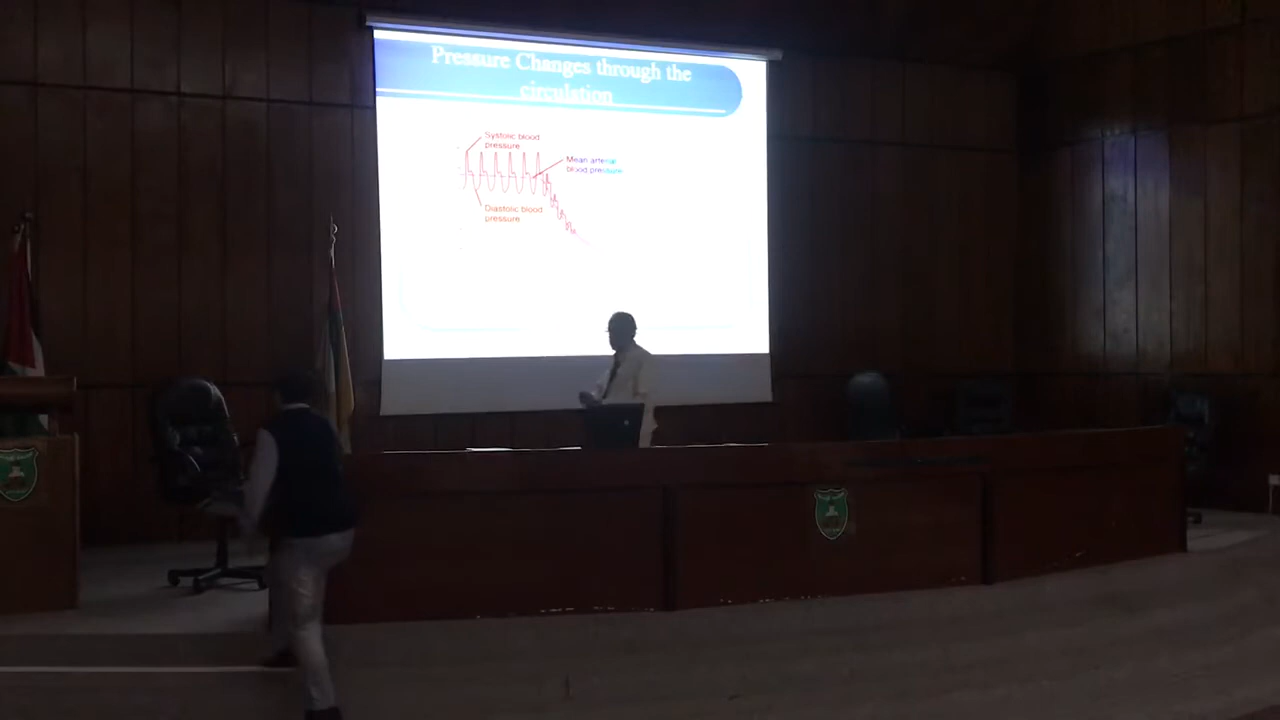 Pressure Changes through the
circulation
Systolic blood
pressure
Mean arterial
blood pressure
Diastolic blood
pressure